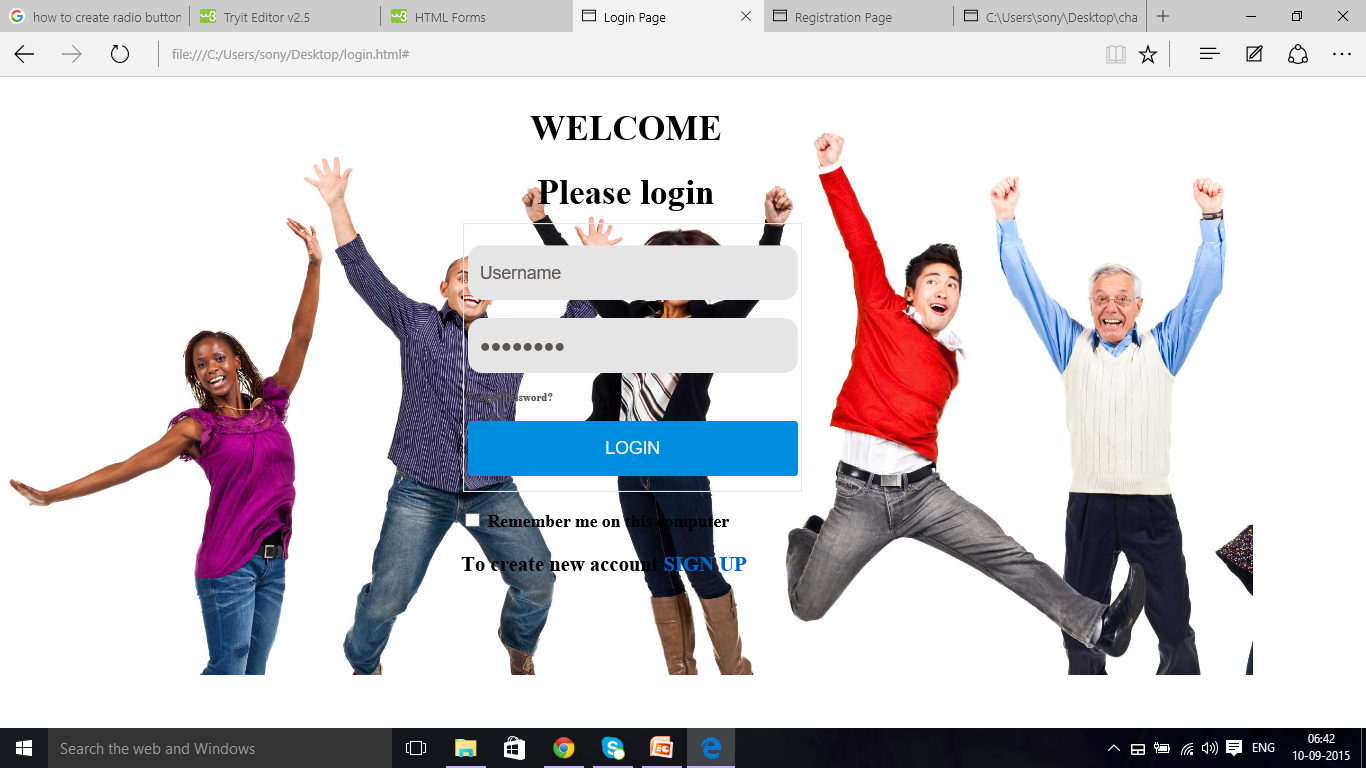 how to create radio button
Tryit Editor v2.5
HTML Forms
Login Page
Registration Page
C:\Users\sony\Desktop\cha
file:///C:/Users/sony/Desktop/login.html#
WELCOME
Please login
Username
••••••••
LOGIN
Remember me on this computer
To create new account SIGN UP
Search the web and Windows
ENG
06:42
10-09-2015